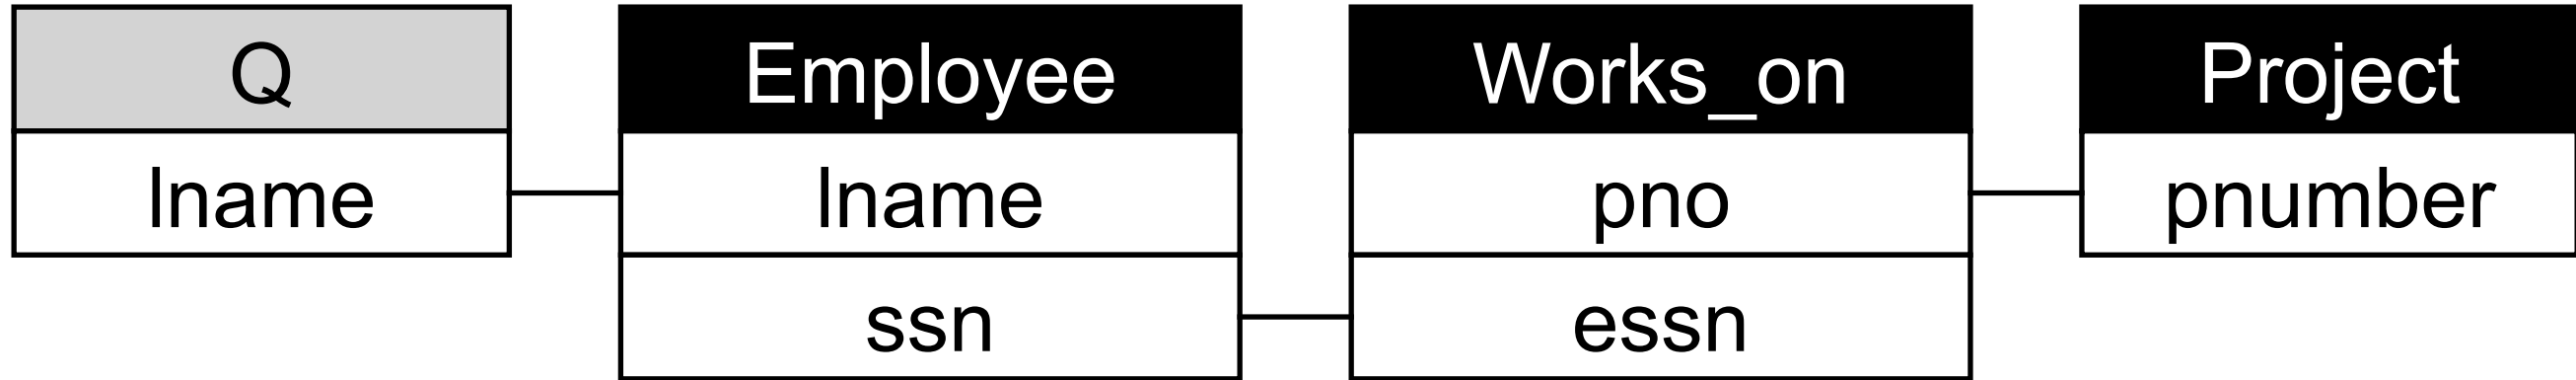 Q
lname
Employee
lname
ssn
Works_on
pno
essn
Project
pnumber